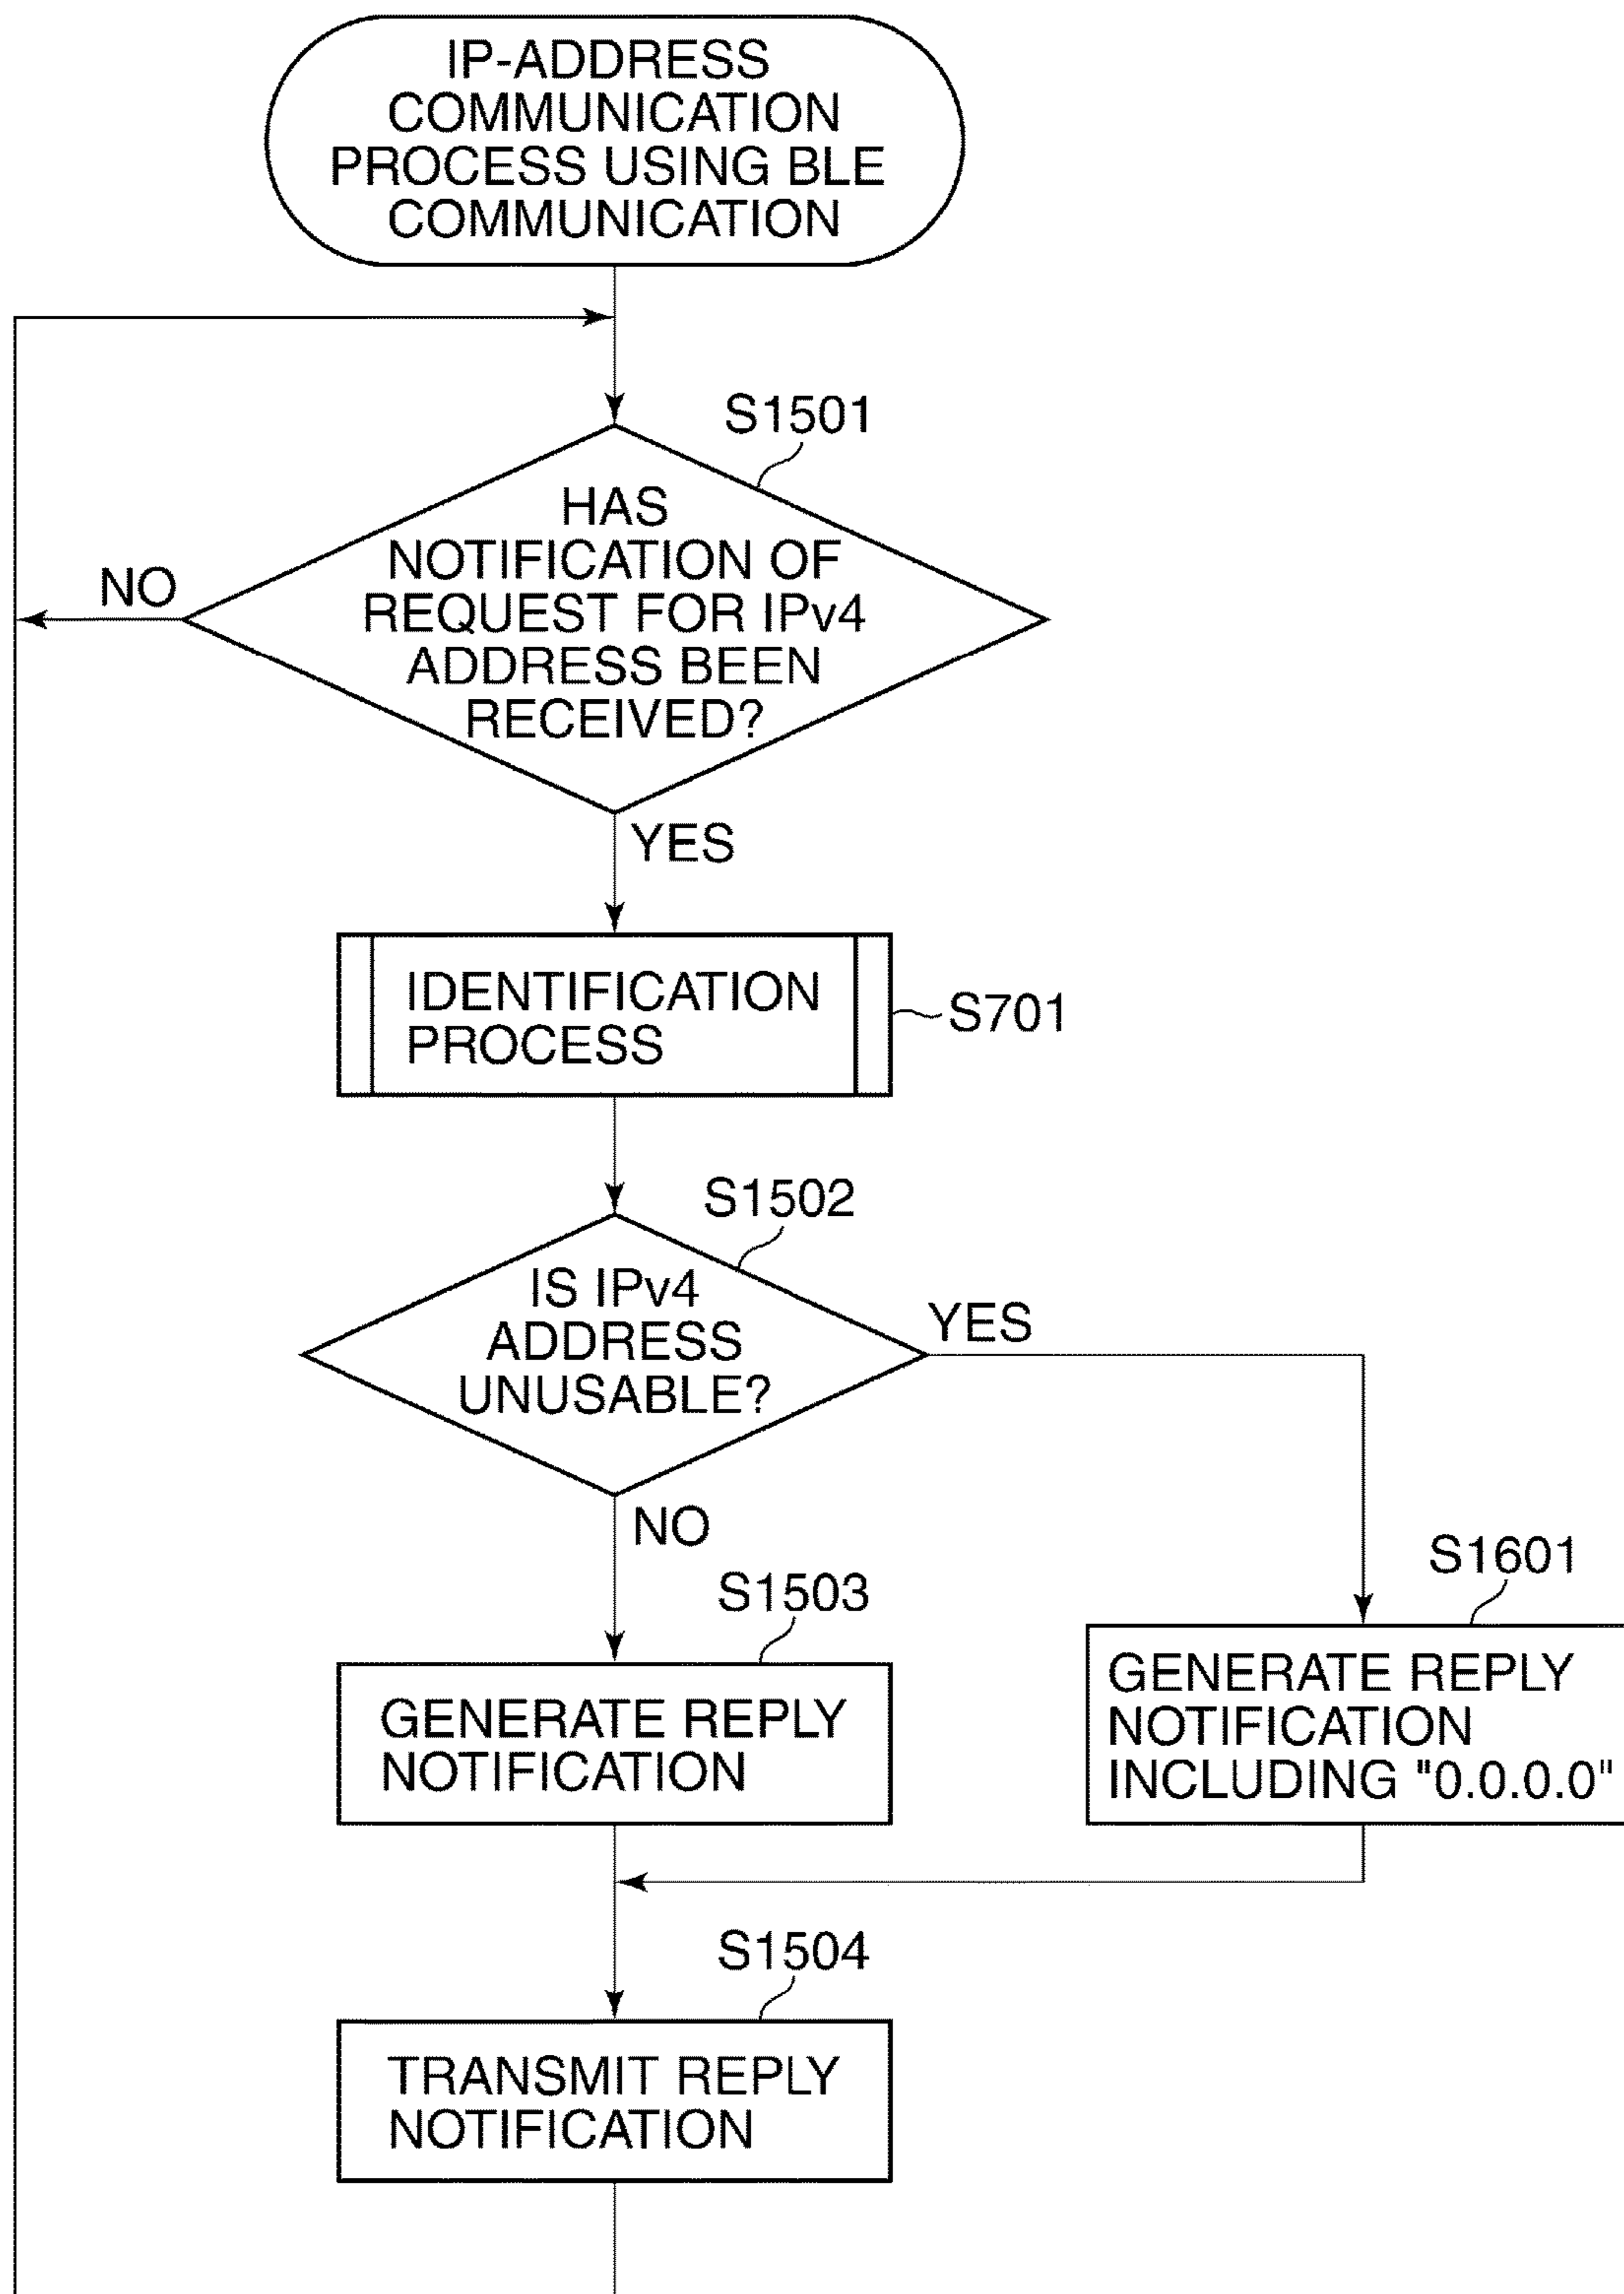 IP-ADDRESS
COMMUNICATION
PROCESS USING BLE
COMMUNICATION
S1501
HAS
NOTIFICATION OF
REQUEST FOR IPv4
ADDRESS BEEN
RECEIVED?
NO
YES
IDENTIFICATION
PROCESS
S701
S1502
IS IPv4
ADDRESS
UNUSABLE?
YES
NO
S1503
GENERATE REPLY
NOTIFICATION
S1601
GENERATE REPLY
NOTIFICATION
INCLUDING "0.0.0.0"
S1504
TRANSMIT REPLY
NOTIFICATION